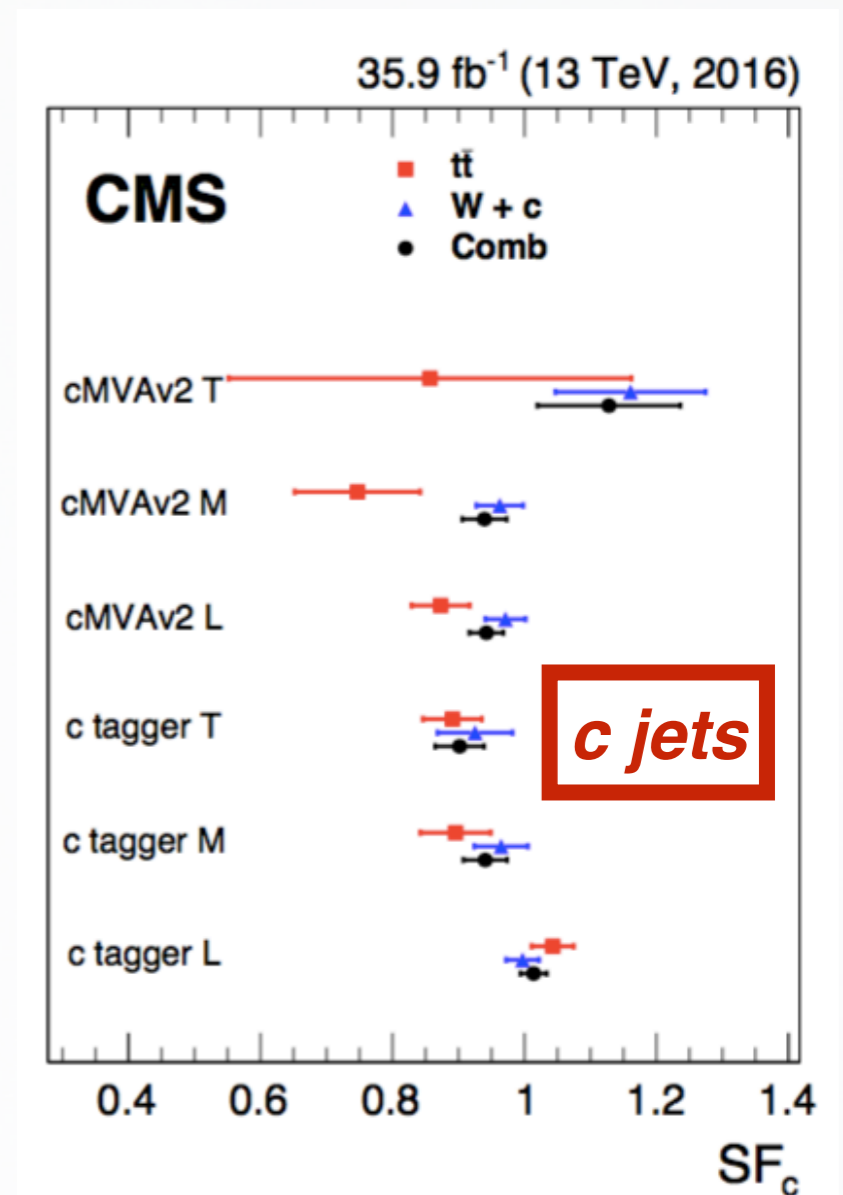 35.9 fb⁻¹ (13 TeV, 2016)
CMS
tt̄
W + c
Comb
cMVAv2 T
cMVAv2 M
cMVAv2 L
c tagger T
c jets
c tagger M
c tagger L
0.4 0.6 0.8 1 1.2 1.4
SFc